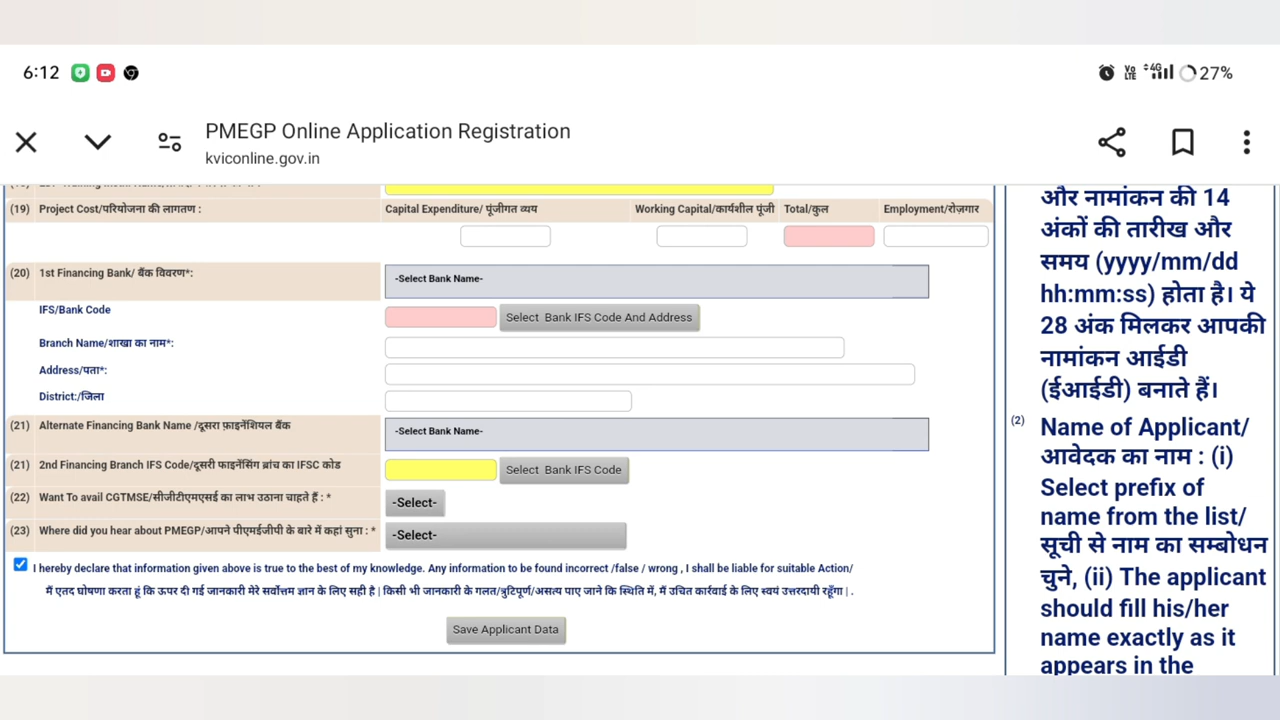 6:12
Vo LTE 4G 27%
PMEGP Online Application Registration
kviconline.gov.in
(19) Project Cost/परियोजना की लागतण : Capital Expenditure/ पूंजीगत व्यय Working Capital/कार्यशील पूंजी Total/कुल Employment/रोज़गार
(20) 1st Financing Bank/ बैंक विवरण*: -Select Bank Name-
IFS/Bank Code Select Bank IFS Code And Address
Branch Name/शाखा का नाम*:
Address/पता*:
District:/जिला
(21) Alternate Financing Bank Name /दूसरा फ़ाइनेंशियल बैंक -Select Bank Name-
(21) 2nd Financing Branch IFS Code/दूसरी फाइनेंसिंग ब्रांच का IFSC कोड Select Bank IFS Code
(22) Want To avail CGTMSE/सीजीटीएमएसई का लाभ उठाना चाहते हैं : * -Select-
(23) Where did you hear about PMEGP/आपने पीएमईजीपी के बारे में कहां सुना : * -Select-
I hereby declare that information given above is true to the best of my knowledge. Any information to be found incorrect /false / wrong , I shall be liable for suitable Action/
मैं एतद घोषणा करता हूं कि ऊपर दी गई जानकारी मेरे सर्वोत्तम ज्ञान के लिए सही है | किसी भी जानकारी के गलत/त्रुटिपूर्ण/असत्य पाए जाने कि स्थिति में, मैं उचित कार्रवाई के लिए स्वयं उत्तरदायी रहूँगा | .
Save Applicant Data
और नामांकन की 14
अंकों की तारीख और
समय (yyyy/mm/dd
hh:mm:ss) होता है। ये
28 अंक मिलकर आपकी
नामांकन आईडी
(ईआईडी) बनाते हैं।
(2) Name of Applicant/
आवेदक का नाम : (i)
Select prefix of
name from the list/
सूची से नाम का सम्बोधन
चुने, (ii) The applicant
should fill his/her
name exactly as it
appears in the